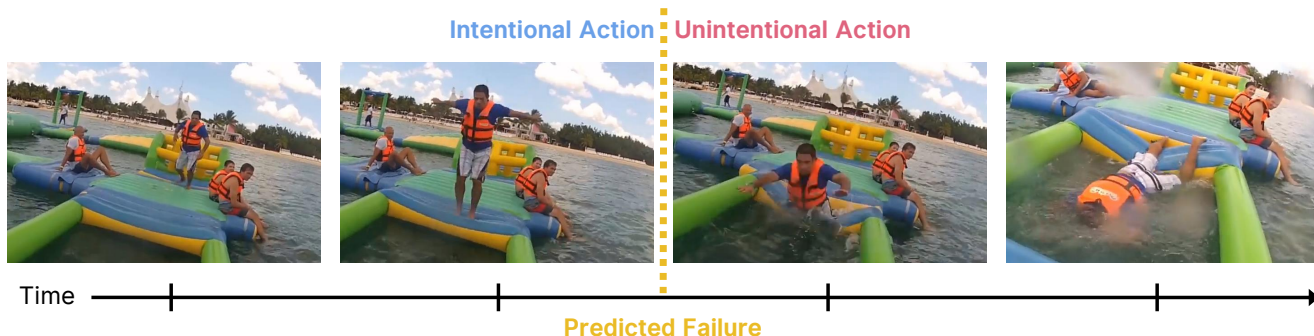 Intentional Action
Unintentional Action
Time
Predicted Failure